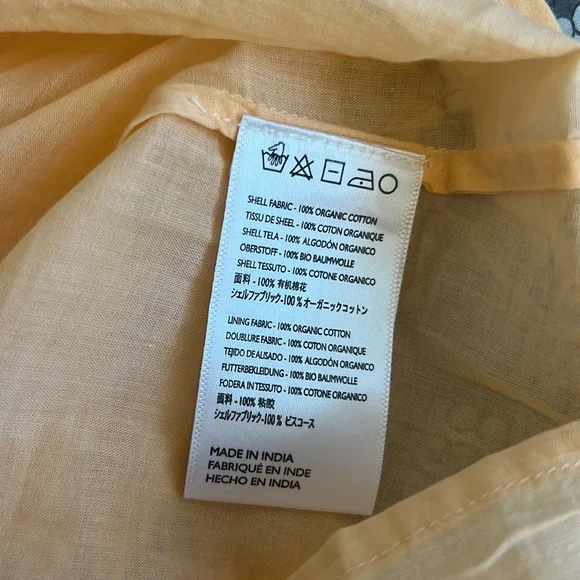 SHELL FABRIC - 100% ORGANIC COTTON
TISSU DE SHEEL - 100% COTON ORGANIQUE
SHELL TELA - 100% ALGODÓN ORGANICO
OBERSTOFF - 100% BIO BAUMWOLLE
SHELL TESSUTO - 100% COTONE ORGANICO
面料 - 100% 有机棉花
シェルファブリック-100%オーガニックコットン
LINING FABRIC - 100% ORGANIC COTTON
DOUBLURE FABRIC - 100% COTON ORGANIQUE
TEJIDO DE ALISADO - 100% ALGODÓN ORGANICO
FUTTERBEKLEIDUNG - 100% BIO BAUMWOLLE
FODERA IN TESSUTO - 100% COTONE ORGANICO
面料 - 100% 粘胶
シェルファブリック-100% ビスコース
MADE IN INDIA
FABRIQUÉ EN INDE
HECHO EN INDIA